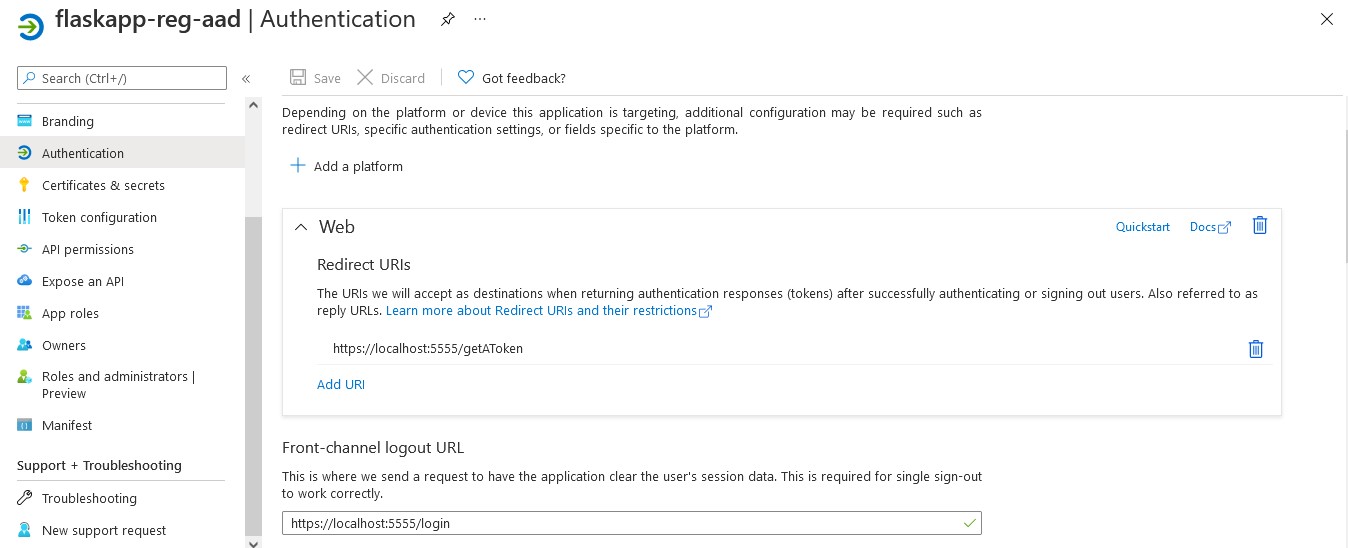 flaskapp-reg-aad | Authentication
Search (Ctrl+/)
Branding
Authentication
Certificates & secrets
Token configuration
API permissions
Expose an API
App roles
Owners
Roles and administrators |
Preview
Manifest
Support + Troubleshooting
Troubleshooting
New support request
Save
Discard
Got feedback?
Depending on the platform or device this application is targeting, additional configuration may be required such as
redirect URIs, specific authentication settings, or fields specific to the platform.
Add a platform
Web
Quickstart
Docs
Redirect URIs
The URIs we will accept as destinations when returning authentication responses (tokens) after successfully authenticating or signing out users. Also referred to as
reply URLs. Learn more about Redirect URIs and their restrictions
https://localhost:5555/getAToken
Add URI
Front-channel logout URL
This is where we send a request to have the application clear the user's session data. This is required for single sign-out
to work correctly.
https://localhost:5555/login